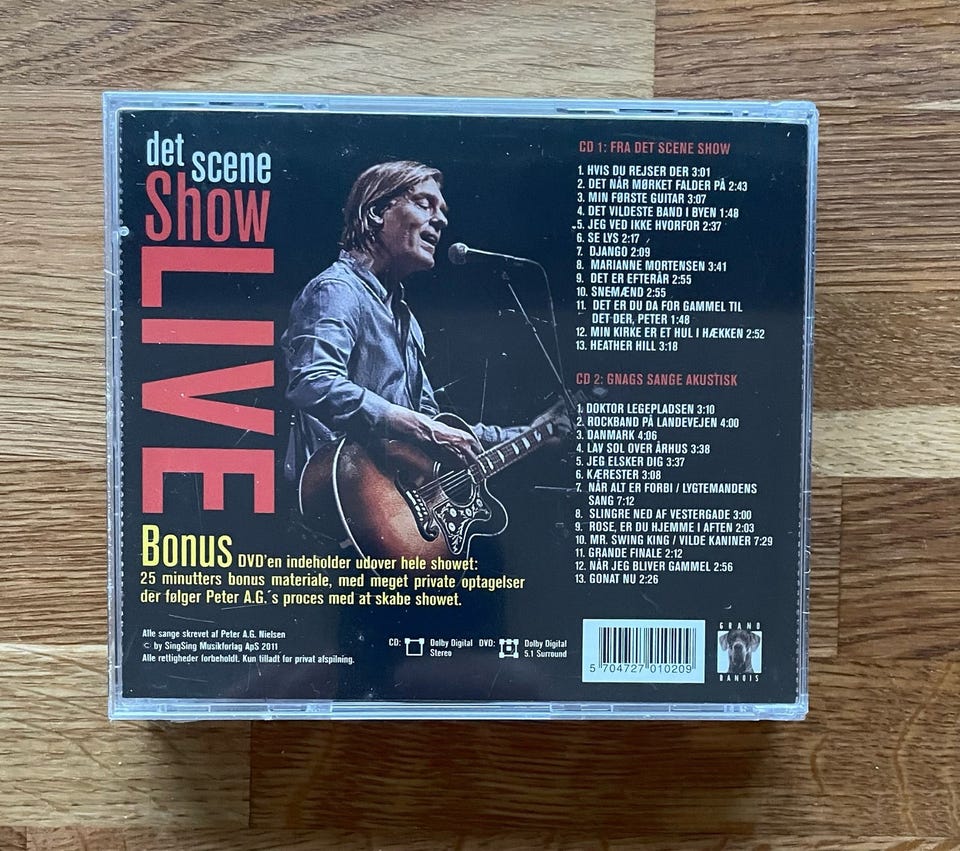 det scene
Show
LIVE
Bonus DVD'en indeholder udover hele showet:
25 minutters bonus materiale, med meget private optagelser
der følger Peter A.G.´s proces med at skabe showet.
Alle sange skrevet af Peter A.G. Nielsen
© by SingSing Musikforlag ApS 2011
Alle rettigheder forbeholdt. Kun tilladt for privat afspilning.
CD: Dolby Digital Stereo
DVD: Dolby Digital 5.1 Surround
CD 1: FRA DET SCENE SHOW
1. HVIS DU REJSER DER 3:01
2. DET NÅR MØRKET FALDER PÅ 2:43
3. MIN FØRSTE GUITAR 3:07
4. DET VILDESTE BAND I BYEN 1:48
5. JEG VED IKKE HVORFOR 2:37
6. SE LYS 2:17
7. DJANGO 2:09
8. MARIANNE MORTENSEN 3:41
9. DET ER EFTERÅR 2:55
10. SNEMÆND 2:55
11. DET ER DU DA FOR GAMMEL TIL
DET DER, PETER 1:48
12. MIN KIRKE ER ET HUL I HÆKKEN 2:52
13. HEATHER HILL 3:18
CD 2: GNAGS SANGE AKUSTISK
1. DOKTOR LEGEPLADSEN 3:10
2. ROCKBAND PÅ LANDEVEJEN 4:00
3. DANMARK 4:06
4. LAV SOL OVER ÅRHUS 3:38
5. JEG ELSKER DIG 3:37
6. KÆRESTER 3:08
7. NÅR ALT ER FORBI / LYGTEMANDENS
SANG 7:12
8. SLINGRE NED AF VESTERGADE 3:00
9. ROSE, ER DU HJEMME I AFTEN 2:03
10. MR. SWING KING / VILDE KANINER 7:29
11. GRANDE FINALE 2:12
12. NÅR JEG BLIVER GAMMEL 2:56
13. GONAT NU 2:26
5 704727 010209
GRAND
DANOIS